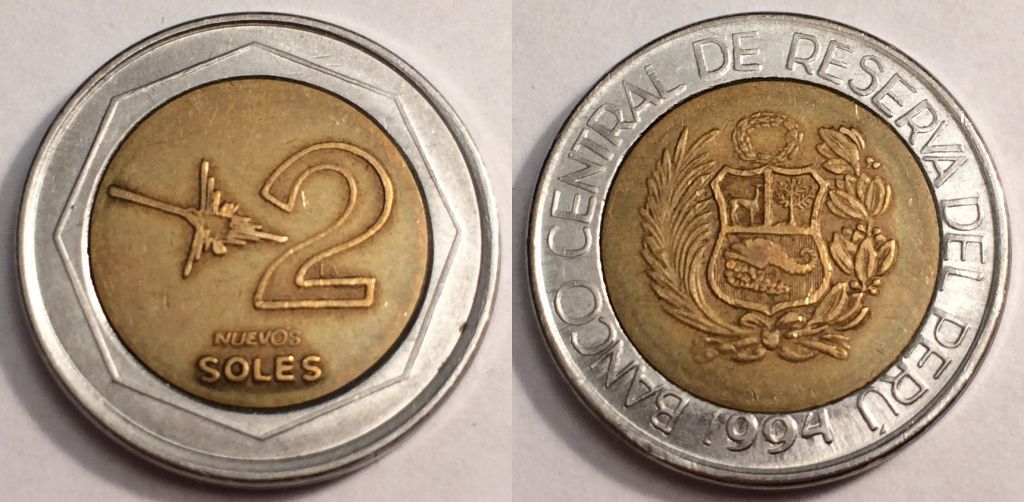 2
NUEVOS
SOLES
BANCO CENTRAL DE RESERVA DEL PERÚ
1994